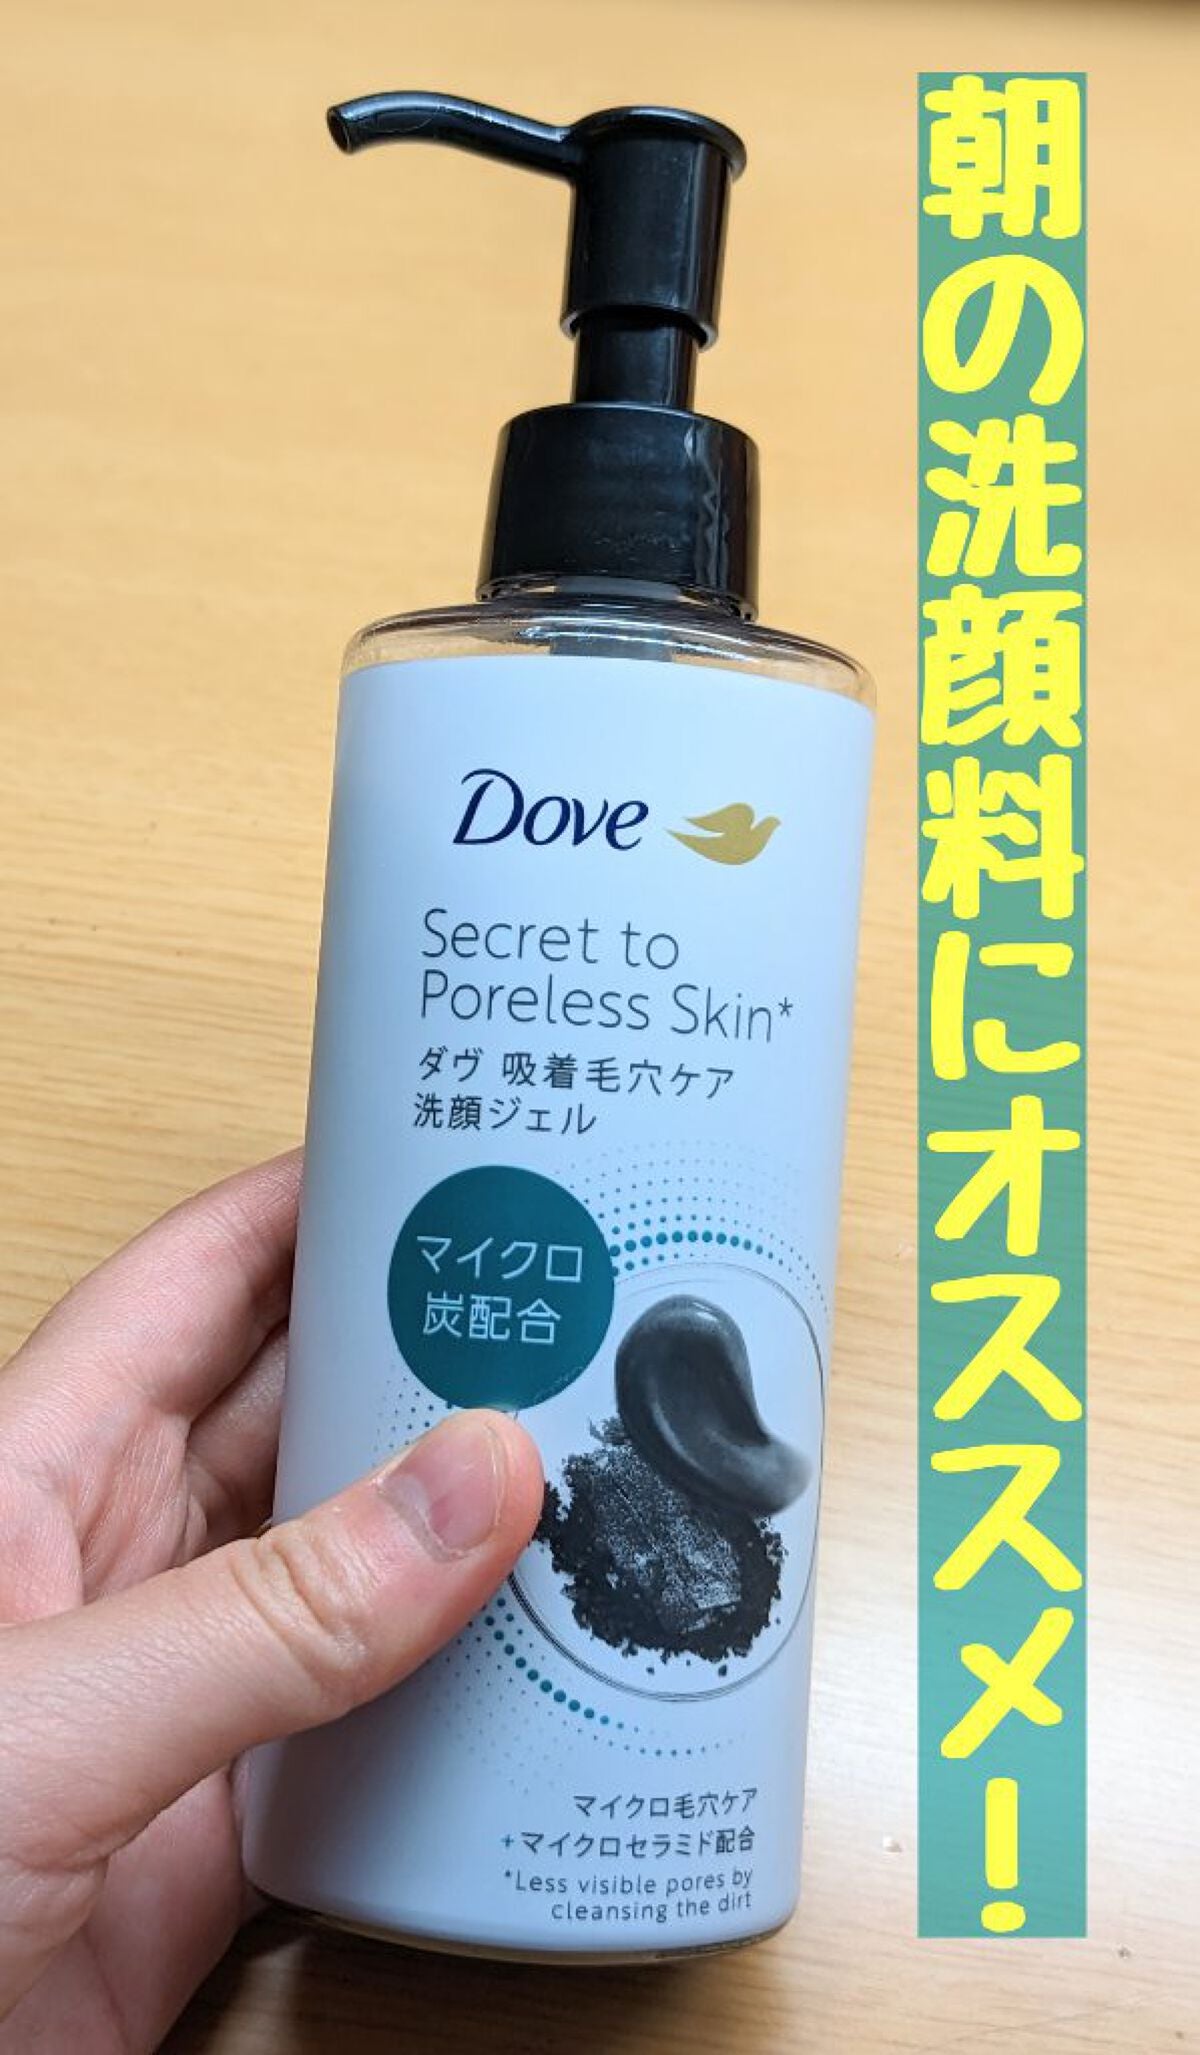 朝の洗顔料にオススメ!
Dove
Secret to
Poreless Skin*
ダヴ 吸着毛穴ケア
洗顔ジェル
マイクロ
炭配合
マイクロ毛穴ケア
+マイクロセラミド配合
*Less visible pores by
cleansing the dirt